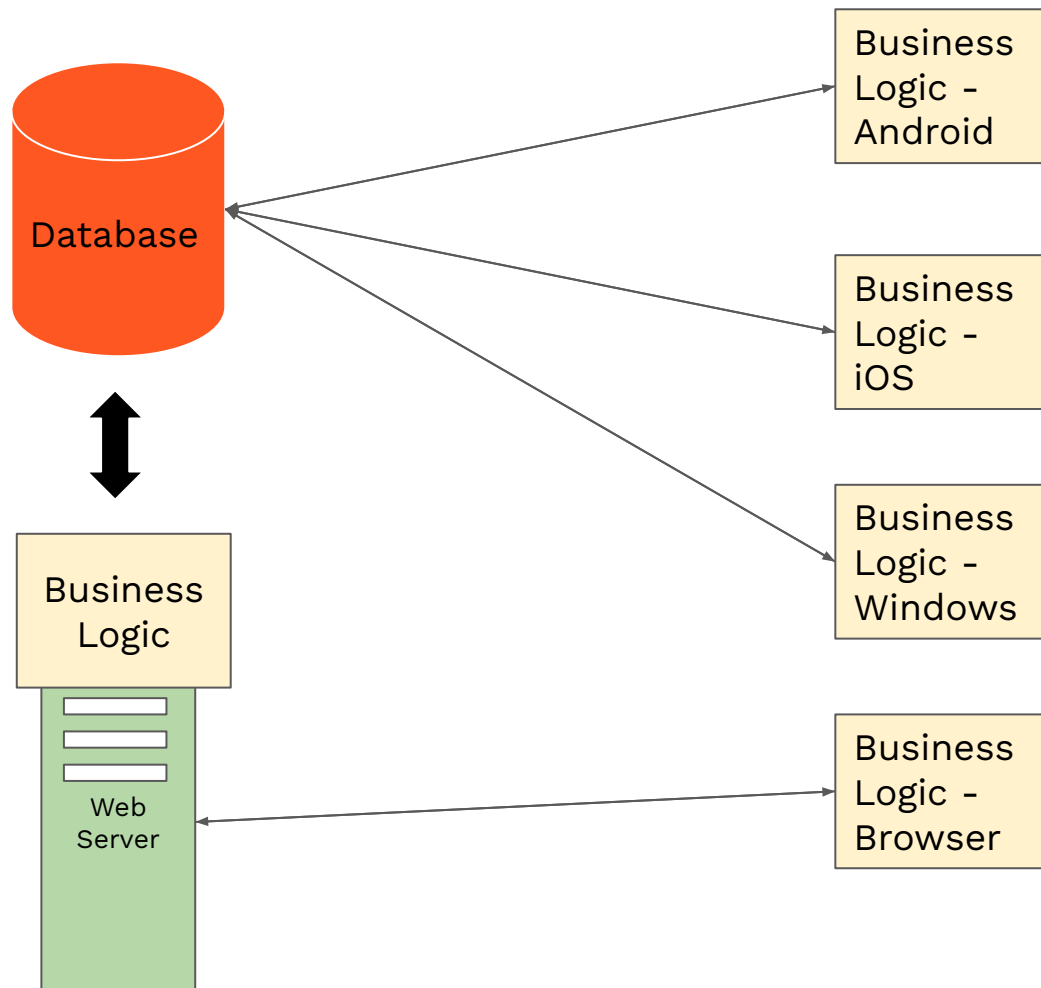 Database
Business
Logic
Web
Server
Business
Logic -
Android
Business
Logic -
iOS
Business
Logic -
Windows
Business
Logic -
Browser